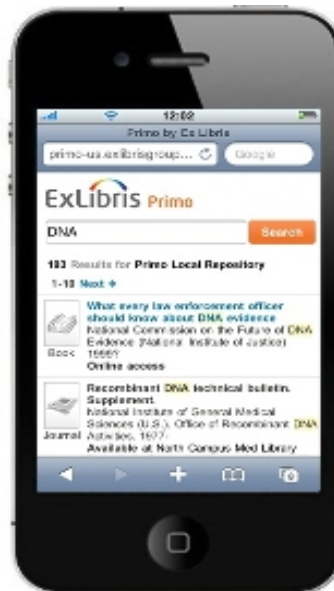 12:02
Primo by Ex Libris
primo-us.exlibrisgroup...
Google
ExLibris Primo
DNA
Search
193 Results for Primo Local Repository
1-10 Next
What every law enforcement officer
should know about DNA evidence
National Commission on the Future of DNA
Evidence (National Institute of Justice)
1999?
Online access
Book
Recombinant DNA technical bulletin.
Supplement.
National Institute of General Medical
Sciences (U.S.), Office of Recombinant DNA
Activities, 1977-
Available at North Campus Med Library
Journal